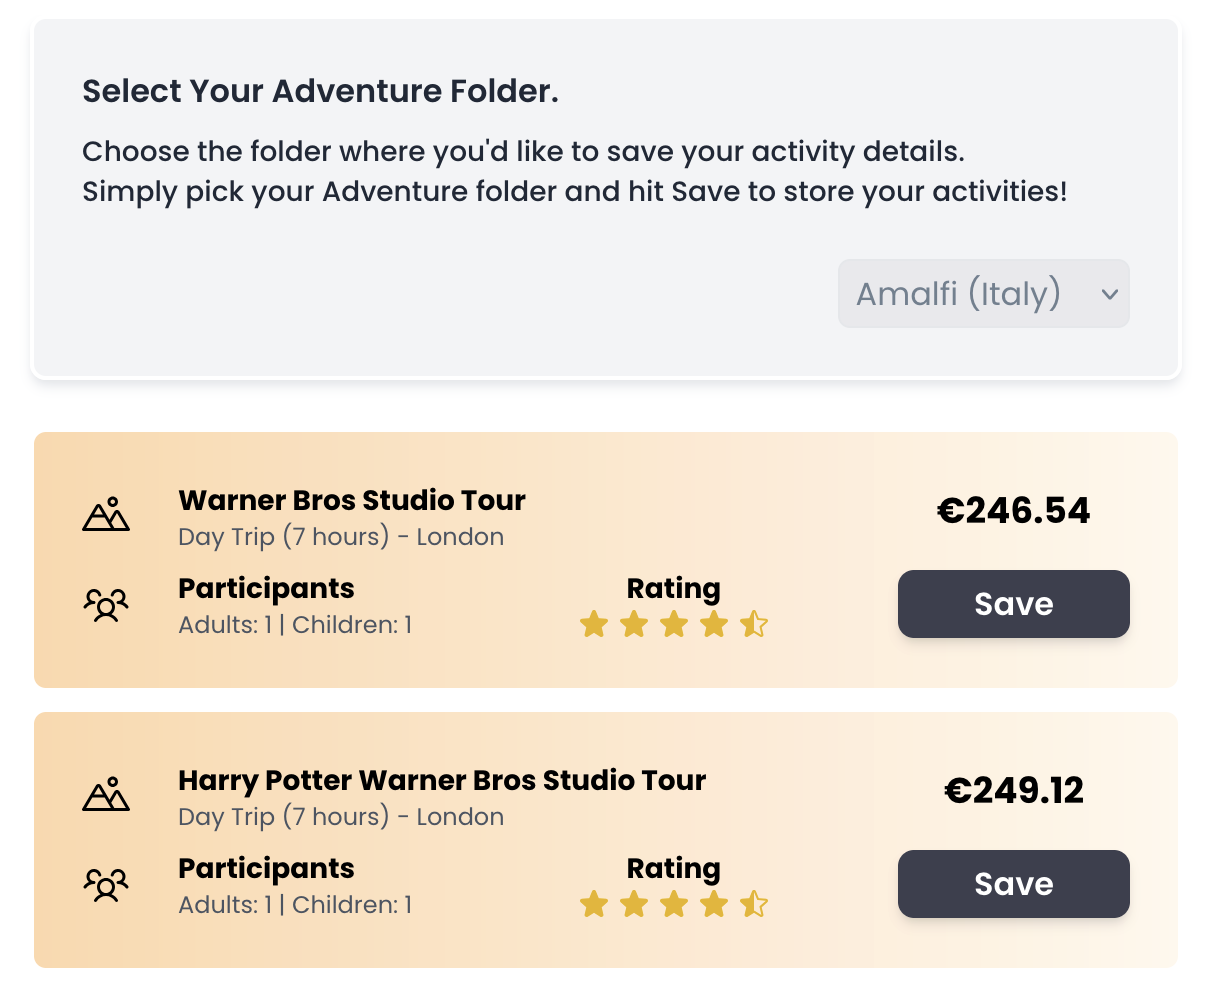 Select Your Adventure Folder.
Choose the folder where you'd like to save your activity details.
Simply pick your Adventure folder and hit Save to store your activities!
Amalfi (Italy)
Warner Bros Studio Tour
Day Trip (7 hours) - London
€246.54
Participants
Adults: 1 | Children: 1
Rating
Save
Harry Potter Warner Bros Studio Tour
Day Trip (7 hours) - London
€249.12
Participants
Adults: 1 | Children: 1
Rating
Save